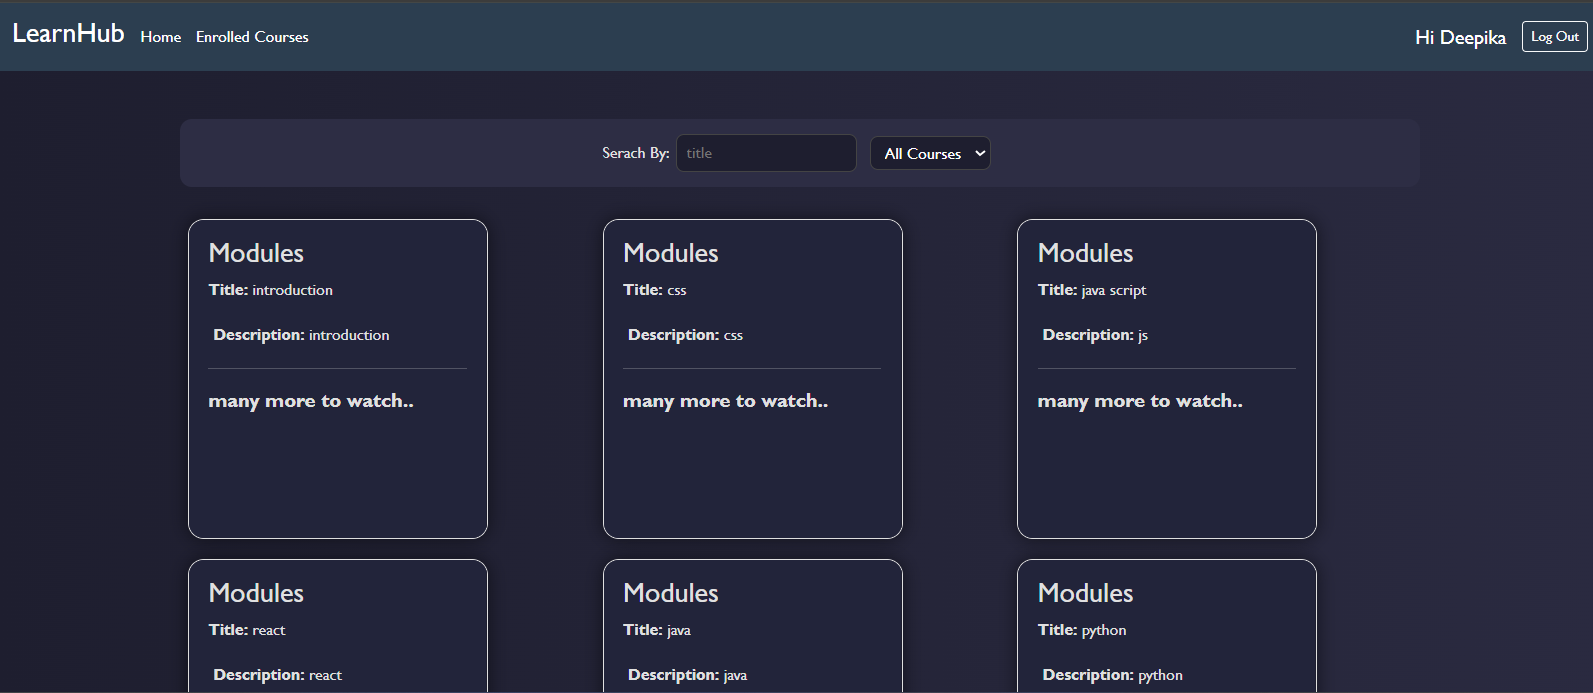 LearnHub Home Enrolled Courses Hi Deepika Log Out
Serach By: title All Courses
Modules
Title: introduction
Description: introduction
many more to watch..
Modules
Title: css
Description: css
many more to watch..
Modules
Title: java script
Description: js
many more to watch..
Modules
Title: react
Description: react
Modules
Title: java
Description: java
Modules
Title: python
Description: python